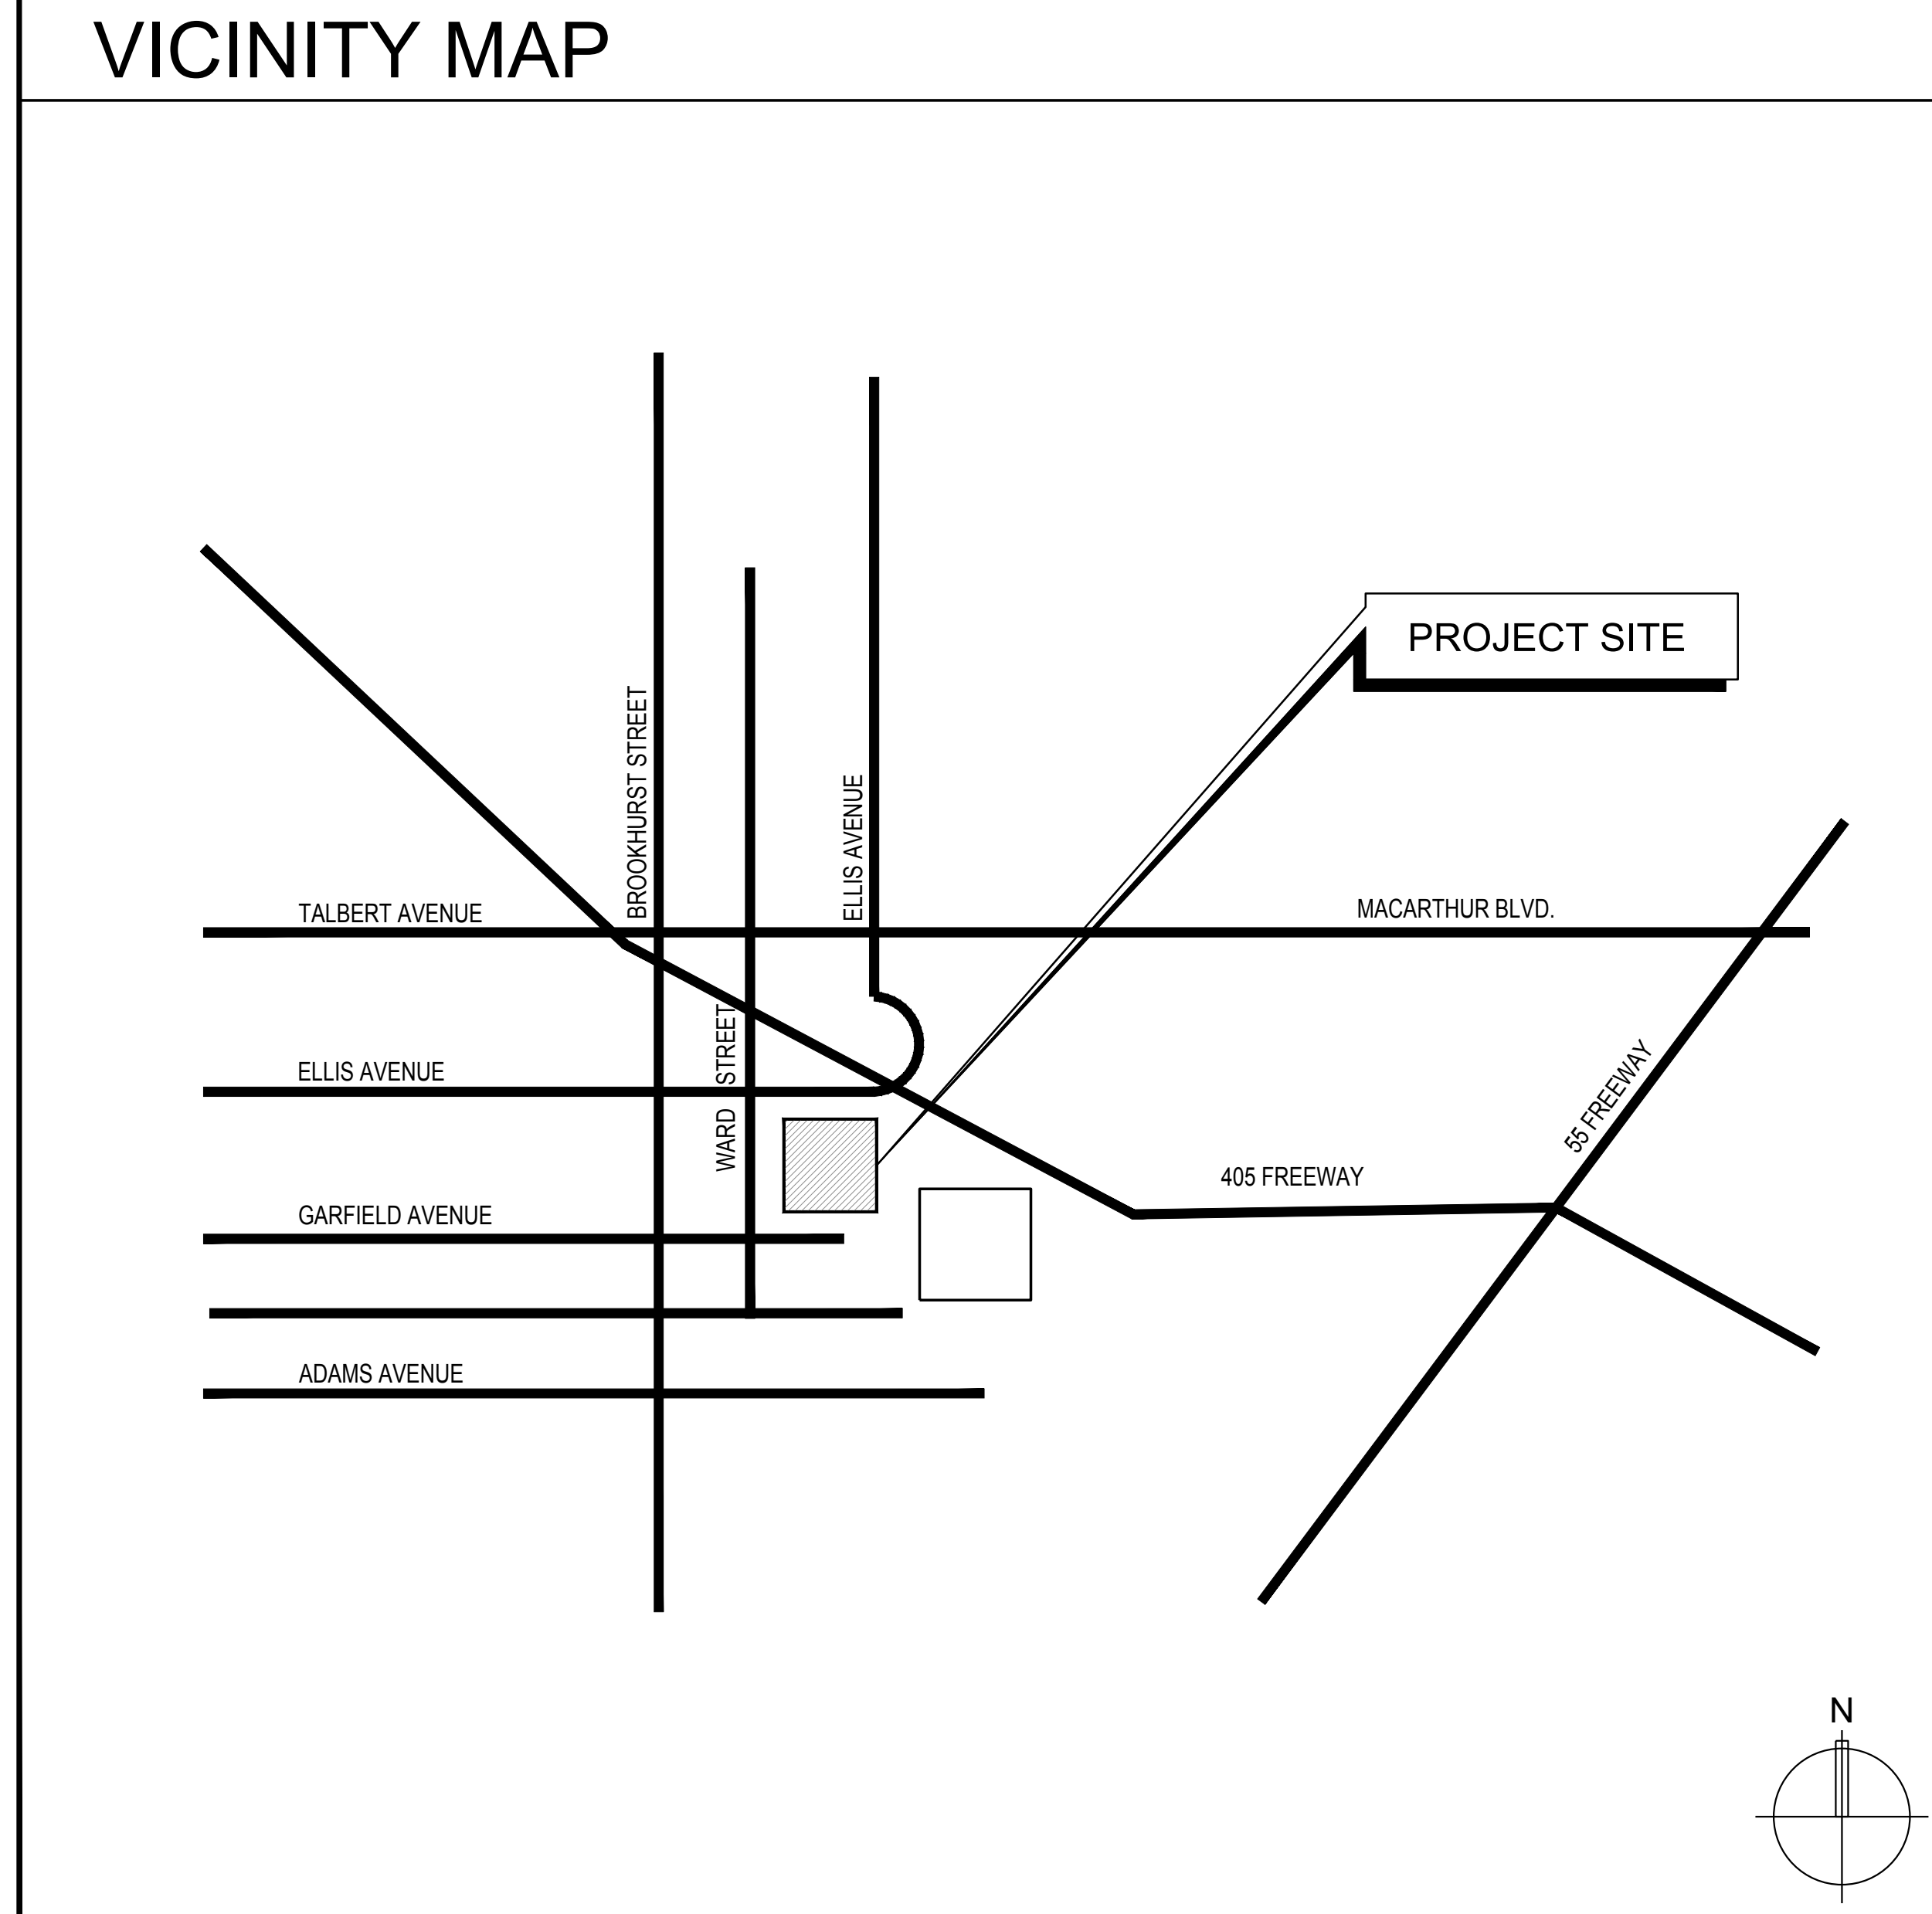 VICINITY MAP
PROJECT SITE
BROOKHURST STREET
ELLIS AVENUE
TALBERT AVENUE
MACARTHUR BLVD.
WARD STREET
ELLIS AVENUE
55 FREEWAY
405 FREEWAY
GARFIELD AVENUE
ADAMS AVENUE
N